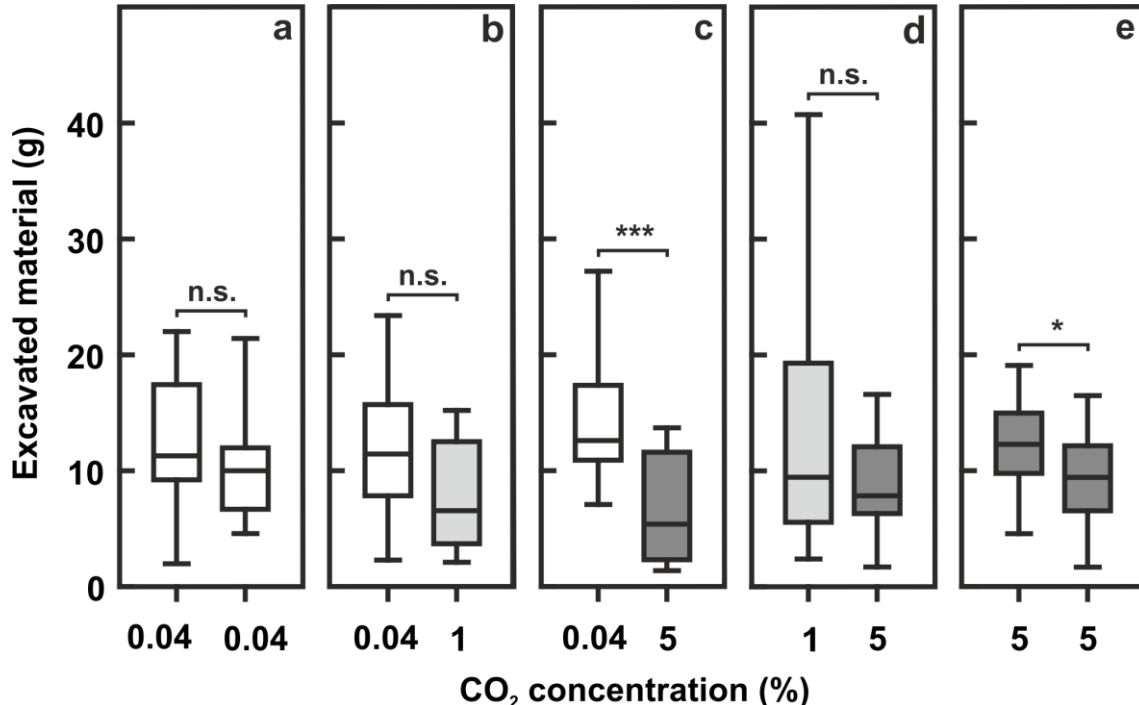 a b c d e
Excavated material (g)
40
30
20
10
0
n.s.
n.s.
***
n.s.
*
0.04 0.04 0.04 1 0.04 5 1 5 5 5
CO₂ concentration (%)